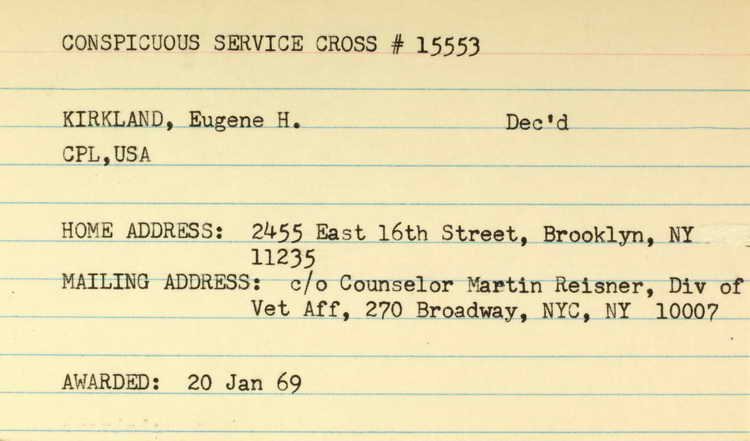 CONSPICUOUS SERVICE CROSS # 15553
KIRKLAND, Eugene H. Dec'd
CPL,USA
HOME ADDRESS: 2455 East 16th Street, Brooklyn, NY
11235
MAILING ADDRESS: c/o Counselor Martin Reisner, Div of
Vet Aff, 270 Broadway, NYC, NY 10007
AWARDED: 20 Jan 69